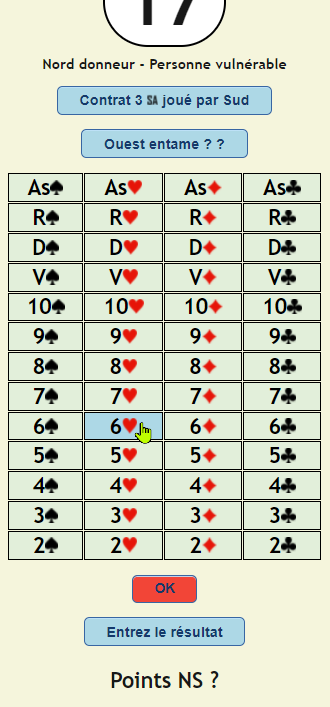 17
Nord donneur - Personne vulnérable
Contrat 3 SA joué par Sud
Ouest entame ? ?
As♠ As♥ As♦ As♣
R♠ R♥ R♦ R♣
D♠ D♥ D♦ D♣
V♠ V♥ V♦ V♣
10♠ 10♥ 10♦ 10♣
9♠ 9♥ 9♦ 9♣
8♠ 8♥ 8♦ 8♣
7♠ 7♥ 7♦ 7♣
6♠ 6♥ 6♦ 6♣
5♠ 5♥ 5♦ 5♣
4♠ 4♥ 4♦ 4♣
3♠ 3♥ 3♦ 3♣
2♠ 2♥ 2♦ 2♣
OK
Entrez le résultat
Points NS ?